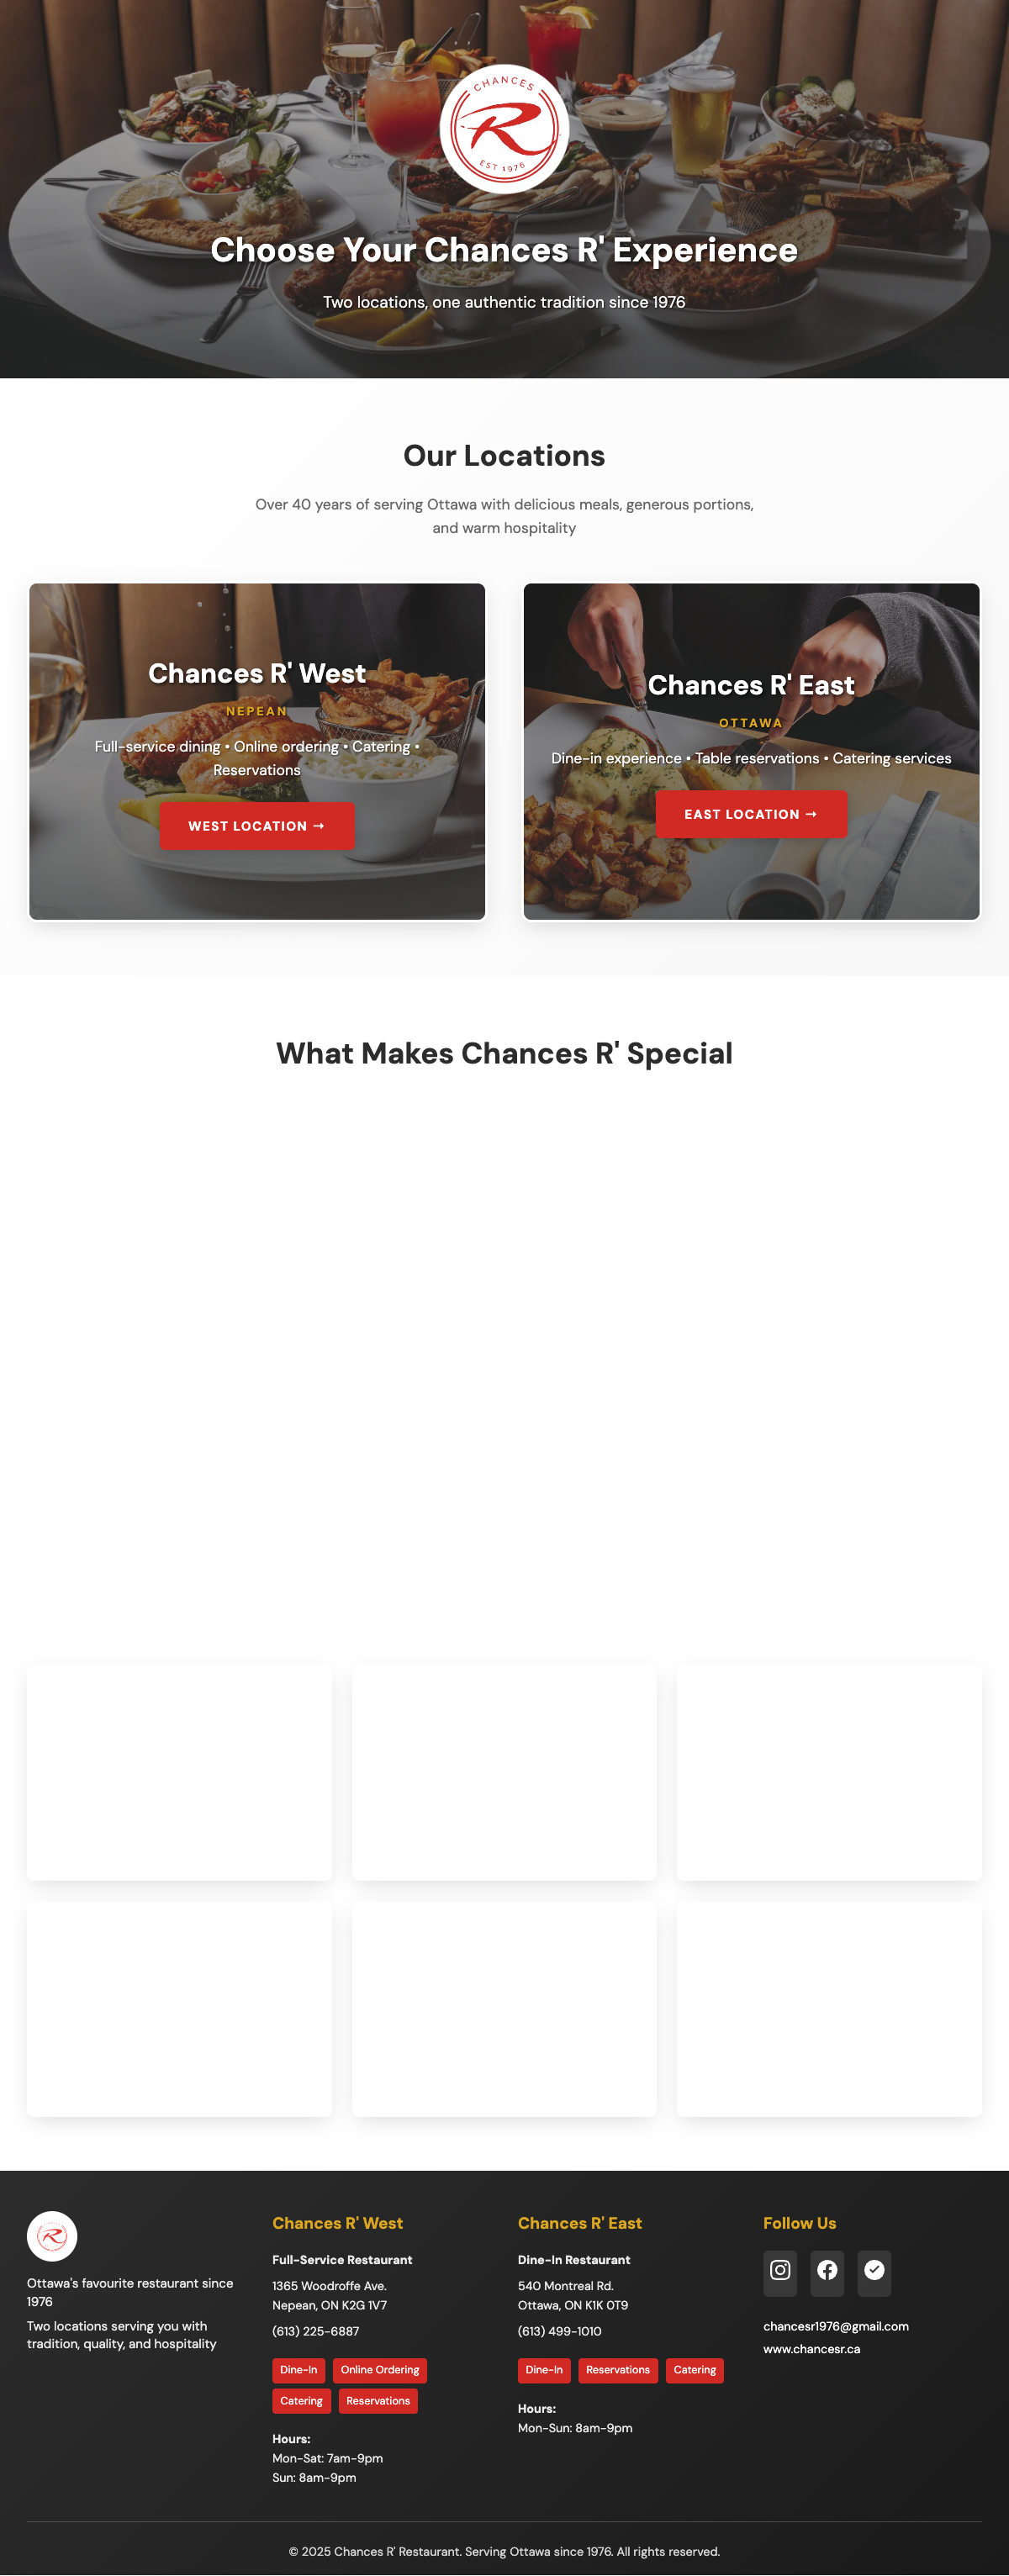 CHANCES
R
EST 1976
Choose Your Chances R' Experience
Two locations, one authentic tradition since 1976
Our Locations
Over 40 years of serving Ottawa with delicious meals, generous portions,
and warm hospitality
Chances R' West
NEPEAN
Full-service dining • Online ordering • Catering •
Reservations
WEST LOCATION →
Chances R' East
OTTAWA
Dine-in experience • Table reservations • Catering services
EAST LOCATION →
What Makes Chances R' Special
R
Ottawa's favourite restaurant since
1976
Two locations serving you with
tradition, quality, and hospitality
Chances R' West
Full-Service Restaurant
1365 Woodroffe Ave.
Nepean, ON K2G 1V7
(613) 225-6887
Dine-In Online Ordering
Catering Reservations
Hours:
Mon-Sat: 7am-9pm
Sun: 8am-9pm
Chances R' East
Dine-In Restaurant
540 Montreal Rd.
Ottawa, ON K1K 0T9
(613) 499-1010
Dine-In Reservations Catering
Hours:
Mon-Sun: 8am-9pm
Follow Us
chancesr1976@gmail.com
www.chancesr.ca
© 2025 Chances R' Restaurant. Serving Ottawa since 1976. All rights reserved.